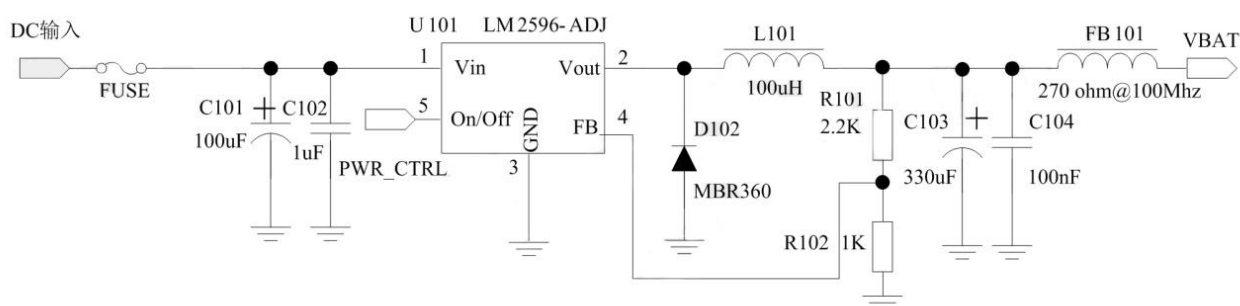 DC输入
FUSE
C101
100uF
C102
1uF
U101 LM2596-ADJ
1
Vin
Vout
2
5
On/Off
FB
4
GND
3
PWR_CTRL
D102
MBR360
L101
100uH
R101
2.2K
R102 1K
C103
330uF
C104
100nF
FB101
270 ohm@100Mhz
VBAT